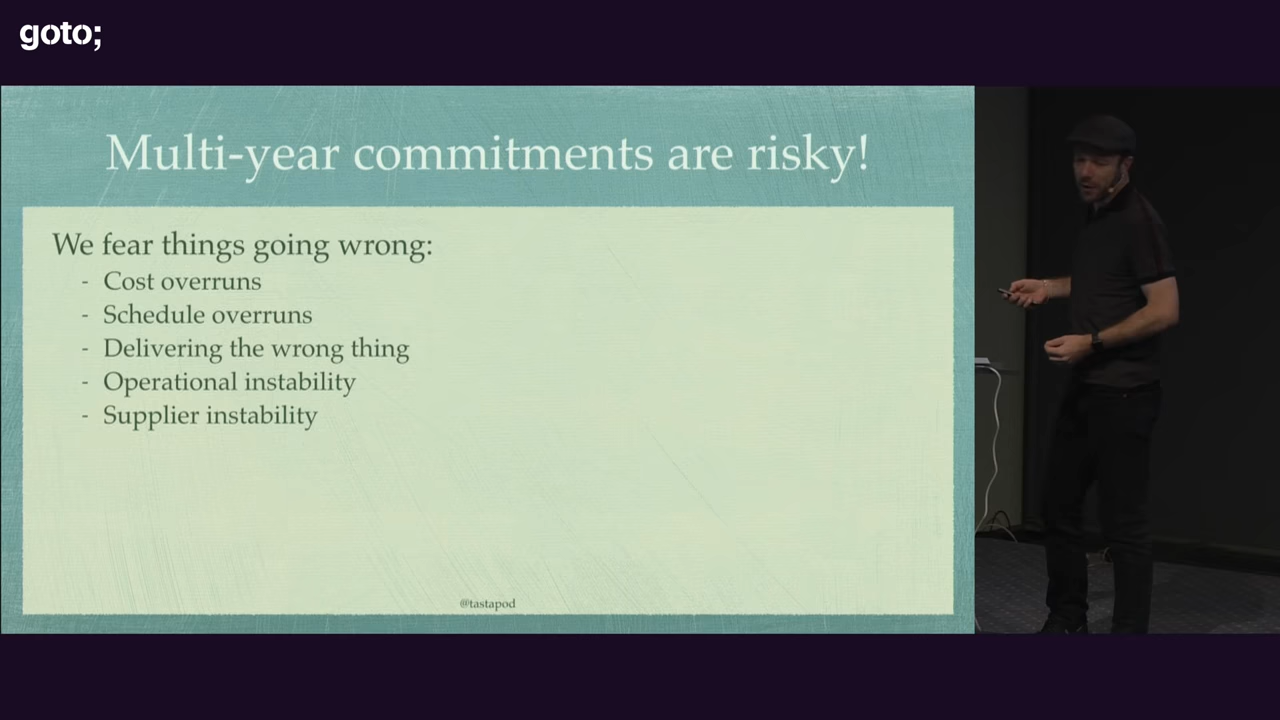 goto;
Multi-year commitments are risky!
We fear things going wrong:
- Cost overruns
- Schedule overruns
- Delivering the wrong thing
- Operational instability
- Supplier instability
@tastapod